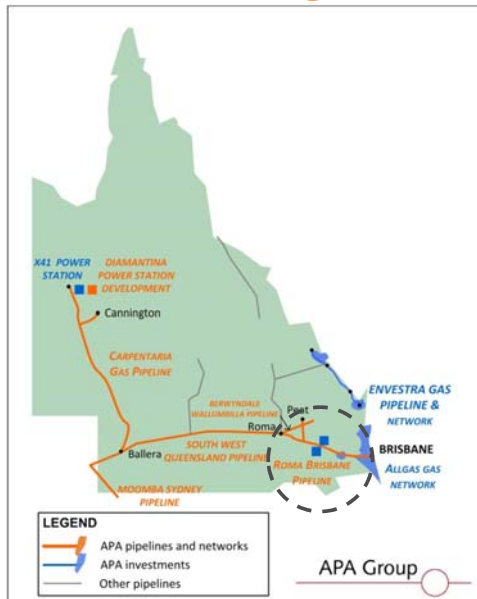 X41 POWER
STATION
DIAMANTINA
POWER STATION
DEVELOPMENT
Cannington
CARPENTARIA
GAS PIPELINE
ENVESTRA GAS
PIPELINE &
NETWORK
BERWYNDALE
WALLUMBILLA PIPELINE
Peat
Roma
BRISBANE
Ballera
SOUTH WEST
QUEENSLAND PIPELINE
ROMA BRISBANE
PIPELINE
ALLGAS GAS
NETWORK
MOOMBA SYDNEY
PIPELINE
LEGEND
APA pipelines and networks
APA investments
Other pipelines
APA Group